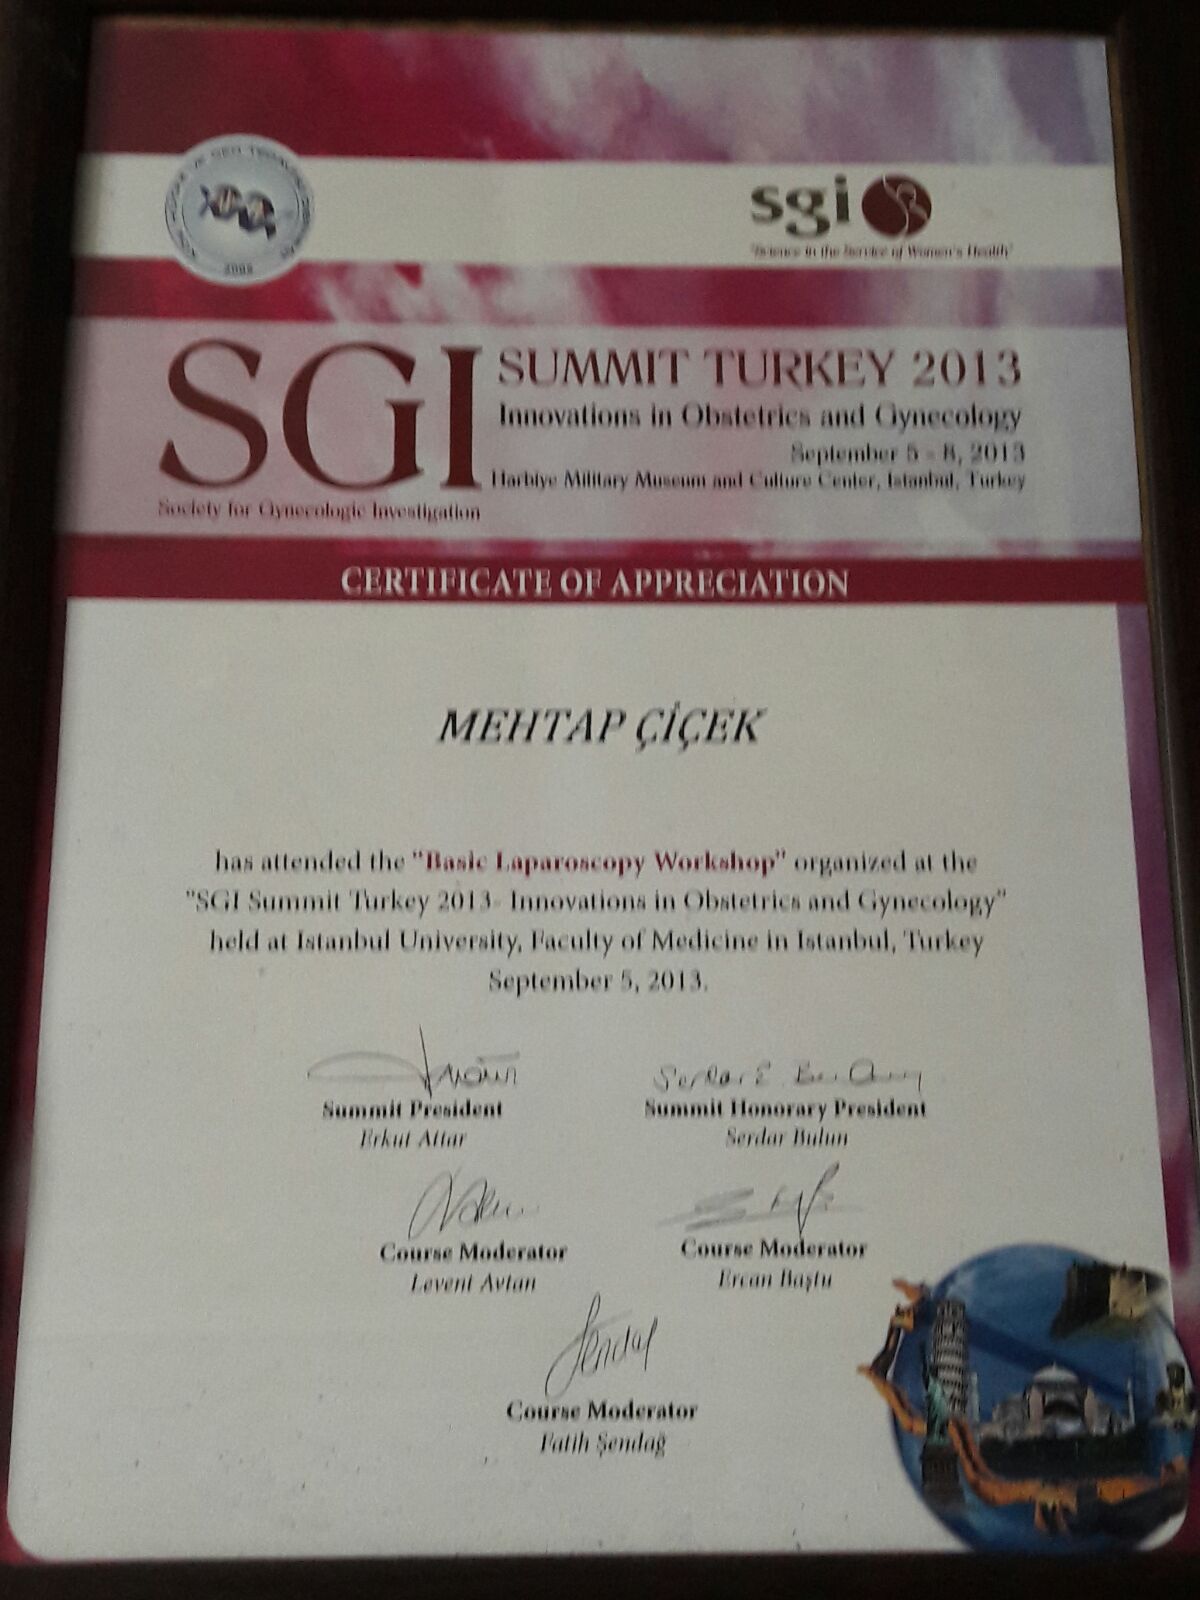 2002
sgi
"Science in the Service of Women's Health"
SGI
SUMMIT TURKEY 2013
Innovations in Obstetrics and Gynecology
September 5 - 8, 2013
Harbiye Military Museum and Culture Center, Istanbul, Turkey
Society for Gynecologic Investigation
CERTIFICATE OF APPRECIATION
MEHTAP ÇİÇEK
has attended the "Basic Laparoscopy Workshop" organized at the
"SGI Summit Turkey 2013- Innovations in Obstetrics and Gynecology"
held at Istanbul University, Faculty of Medicine in Istanbul, Turkey
September 5, 2013.
Summit President
Erkut Attar
Summit Honorary President
Serdar Bulun
Course Moderator
Levent Avtan
Course Moderator
Ercan Baştu
Course Moderator
Fatih Şendağ